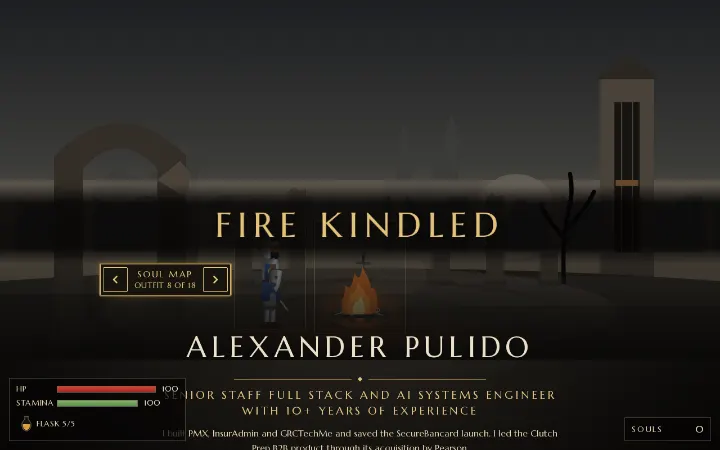 FIRE KINDLED
SOUL MAP
OUTFIT 8 OF 18
ALEXANDER PULIDO
SENIOR STAFF FULL STACK AND AI SYSTEMS ENGINEER
WITH 10+ YEARS OF EXPERIENCE
I built PMX, InsurAdmin and GRCTechMe and saved the SecureBancard launch. I led the Clutch
Prep B2B product through its acquisition by Pearson.
HP 100
STAMINA 100
FLASK 5/5
SOULS 0